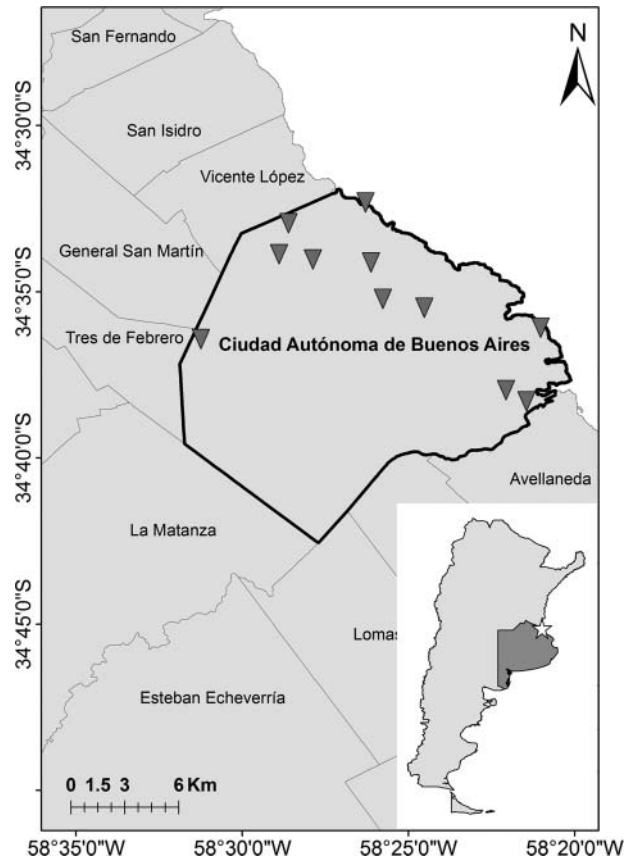 San Fernando
N
34°30'0"S
San Isidro
Vicente López
General San Martín
34°35'0"S
Tres de Febrero
Ciudad Autónoma de Buenos Aires
34°40'0"S
Avellaneda
La Matanza
34°45'0"S
Lomas
Esteban Echeverría
0 1.5 3 6 Km
58°35'0"W 58°30'0"W 58°25'0"W 58°20'0"W